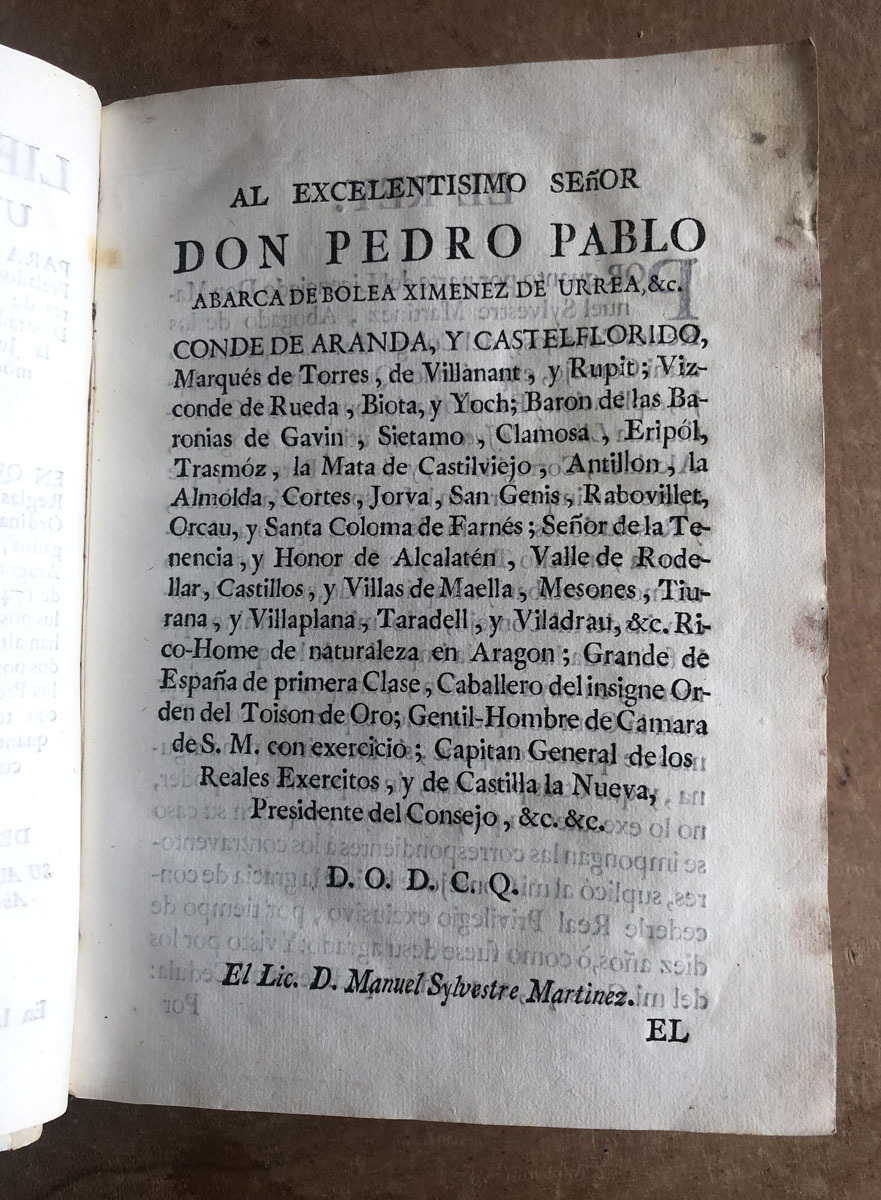 AL EXCELENTISIMO SEñOR
DON PEDRO PABLO
ABARCA DE BOLEA XIMENEZ DE URREA, &c.
CONDE DE ARANDA, Y CASTELFLORIDO,
Marqués de Torres, de Villanant, y Rupit; Viz-
conde de Rueda, Biota, y Yoch; Baron de las Ba-
ronias de Gavin, Sietamo, Clamosa, Eripól,
Trasmóz, la Mata de Castilviejo, Antillon, la
Almolda, Cortes, Jorva, San Genis, Rabovillet,
Orcau, y Santa Coloma de Farnés; Señor de la Te-
nencia, y Honor de Alcalatén, Valle de Rode-
llar, Castillos, y Villas de Maella, Mesones, Tiu-
rana, y Villaplana, Taradell, y Viladrau, &c. Ri-
co-Home de naturaleza en Aragon; Grande de
España de primera Clase, Caballero del insigne Or-
den del Toison de Oro; Gentil-Hombre de Camara
de S. M. con exercicio; Capitan General de los
Reales Exercitos, y de Castilla la Nueva,
Presidente del Consejo, &c. &c.
D. O. D. C. Q.
El Lic. D. Manuel Sylvestre Martinez.
EL